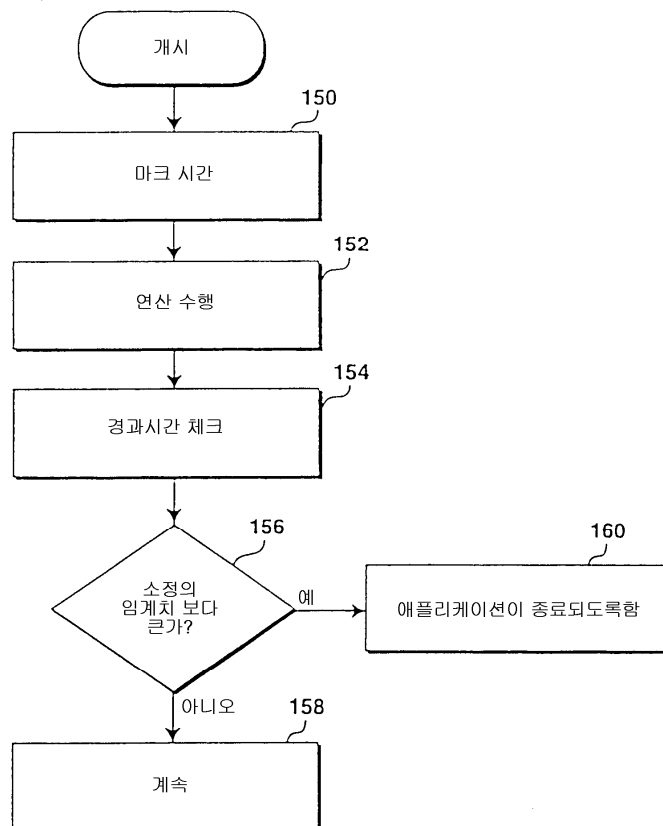 개시
150
마크 시간
152
연산 수행
154
경과시간 체크
156
소정의
임계치 보다
큰가?
예
160
애플리케이션이 종료되도록함
아니오
158
계속